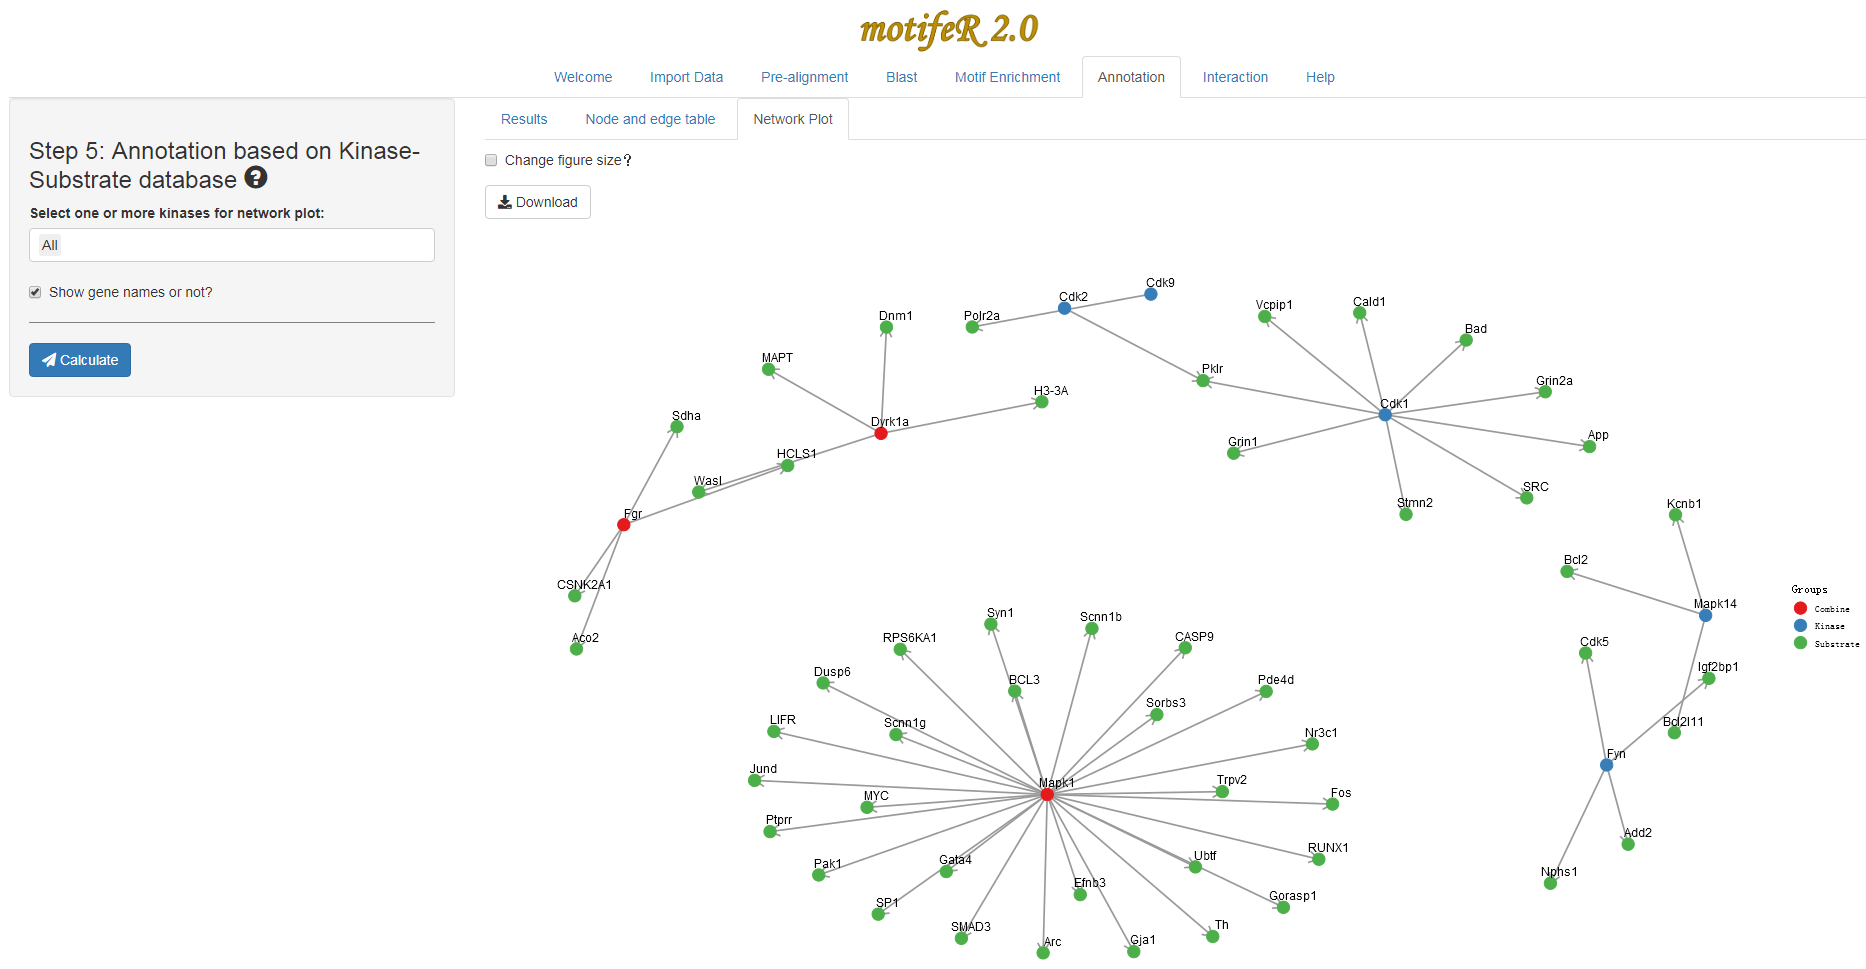 motifeR 2.0
Welcome Import Data Pre-alignment Blast Motif Enrichment Annotation Interaction Help
Results Node and edge table Network Plot
Step 5: Annotation based on Kinase-
Substrate database ?
Select one or more kinases for network plot:
All
Show gene names or not?
Calculate
Change figure size?
Download
Cdk9
Cdk2
Polr2a
Dnm1
Vcpip1
Cald1
Bad
MAPT
Pklr
Grin2a
H3-3A
Cdk1
Sdha
Dyrk1a
App
Grin1
HCLS1
Wasl
SRC
Stmn2
Fgr
Kcnb1
Bcl2
CSNK2A1
Groups
Combine
Kinase
Substrate
Mapk14
Aco2
Syn1
Scnn1b
RPS6KA1
CASP9
Cdk5
Igf2bp1
Dusp6
BCL3
Pde4d
Sorbs3
LIFR
Scnn1g
Bcl2l11
Nr3c1
Fyn
Jund
Mapk1
Trpv2
MYC
Fos
Ptprr
Add2
RUNX1
Ubtf
Gata4
Pak1
Nphs1
Efnb3
Gorasp1
SP1
SMAD3
Th
Arc
Gja1